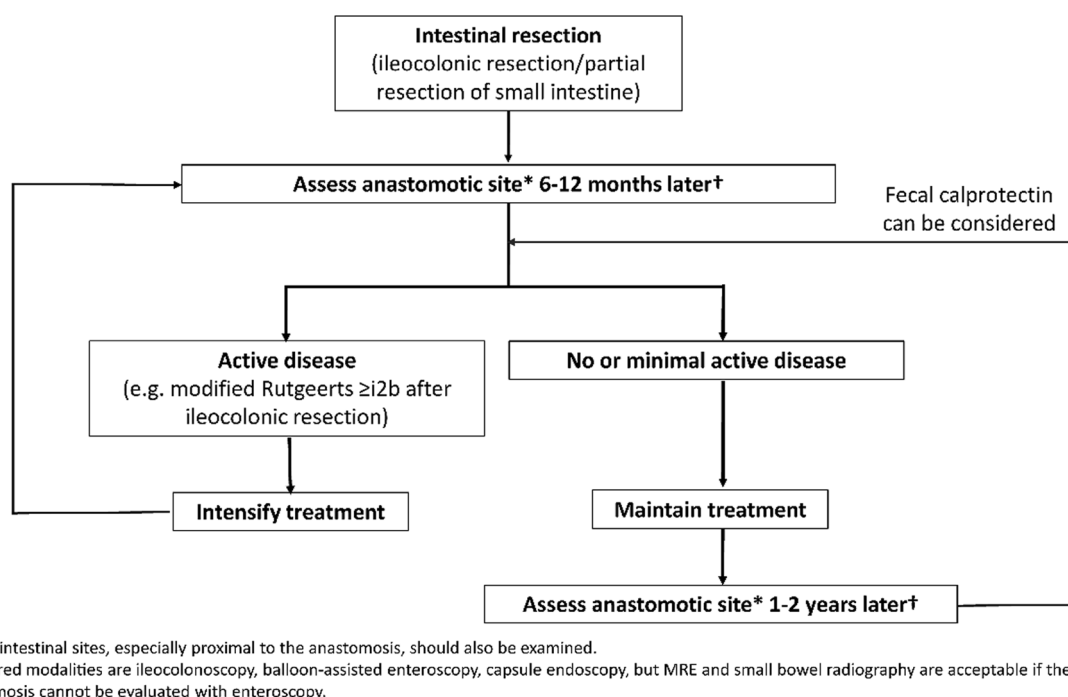 Intestinal resection
(ileocolonic resection/partial
resection of small intestine)
Assess anastomotic site* 6-12 months later†
Fecal calprotectin
can be considered
Active disease
(e.g. modified Rutgeerts ≥i2b after
ileocolonic resection)
No or minimal active disease
Intensify treatment
Maintain treatment
Assess anastomotic site* 1-2 years later†
intestinal sites, especially proximal to the anastomosis, should also be examined.
modalities are ileocolonoscopy, balloon-assisted enteroscopy, capsule endoscopy, but MRE and small bowel radiography are acceptable if the
cannot be evaluated with enteroscopy.